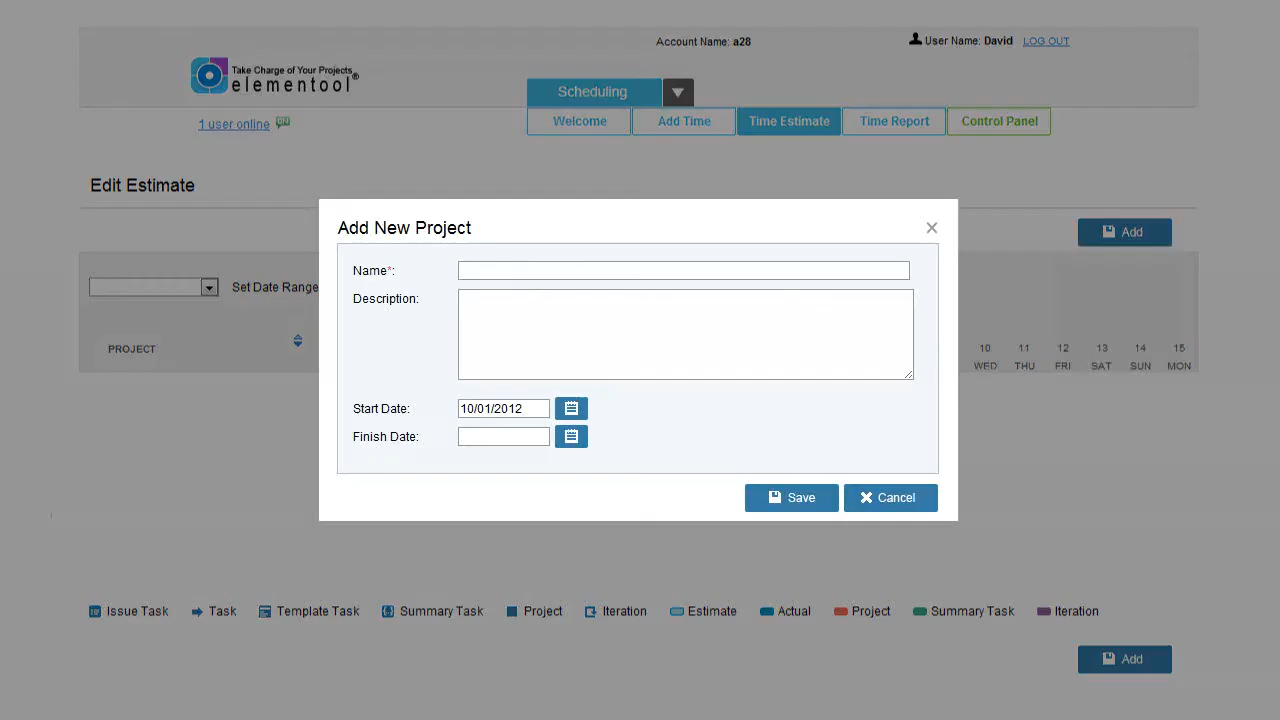 Account Name: a28
User Name: David LOG OUT
Take Charge of Your Projects
elementool®
Scheduling
1 user online
Welcome
Add Time
Time Estimate
Time Report
Control Panel
Edit Estimate
Add New Project
×
Add
Name*:
Set Date Range
Description:
PROJECT
10 11 12 13 14 15
WED THU FRI SAT SUN MON
Start Date: 10/01/2012
Finish Date:
Save
Cancel
Issue Task Task Template Task Summary Task Project Iteration Estimate Actual Project Summary Task Iteration
Add